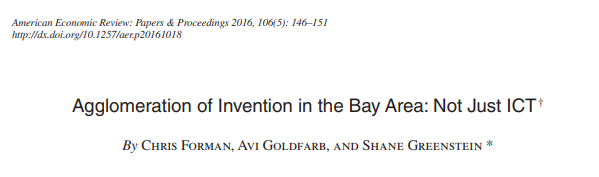 American Economic Review: Papers & Proceedings 2016, 106(5): 146–151
http://dx.doi.org/10.1257/aer.p20161018
Agglomeration of Invention in the Bay Area: Not Just ICT†
By Chris Forman, Avi Goldfarb, and Shane Greenstein *